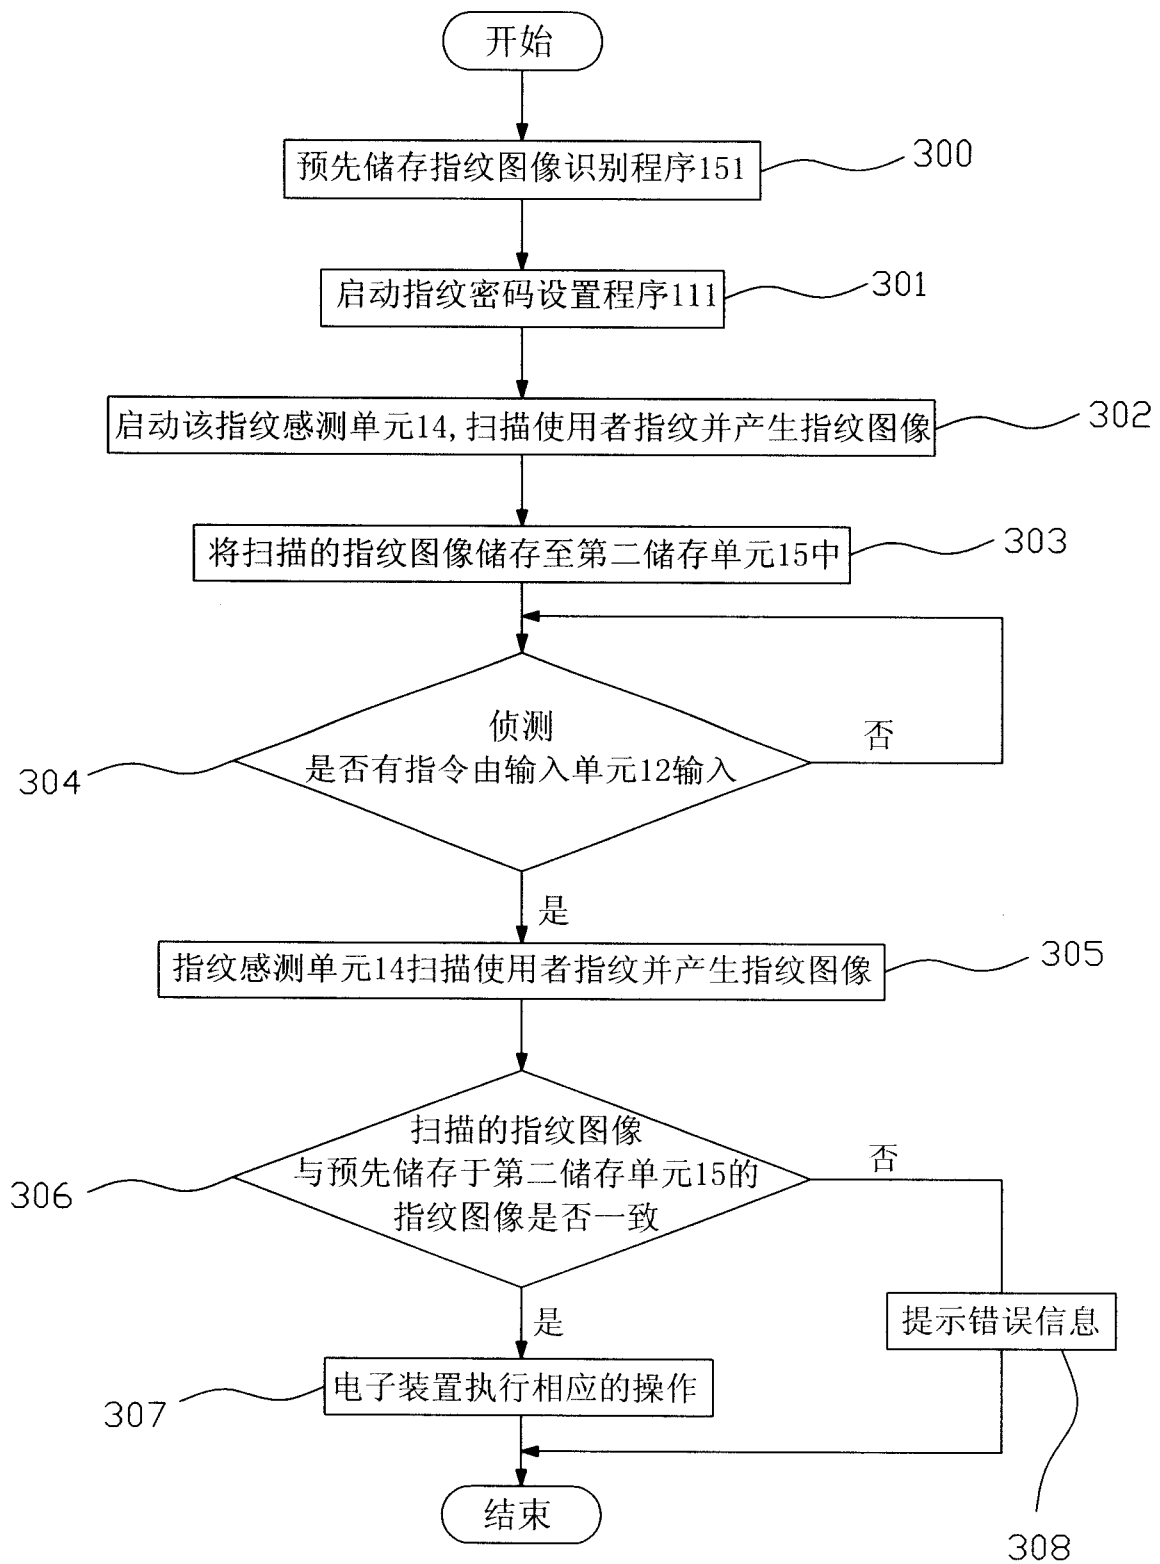 开始
预先储存指纹图像识别程序151
300
启动指纹密码设置程序111
301
启动该指纹感测单元14,扫描使用者指纹并产生指纹图像
302
将扫描的指纹图像储存至第二储存单元15中
303
侦测
是否有指令由输入单元12输入
否
304
是
指纹感测单元14扫描使用者指纹并产生指纹图像
305
扫描的指纹图像
与预先储存于第二储存单元15的
指纹图像是否一致
否
306
是
提示错误信息
电子装置执行相应的操作
307
结束
308